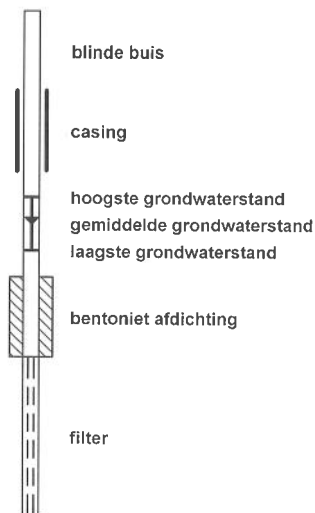 blinde buis
casing
hoogste grondwaterstand
gemiddelde grondwaterstand
laagste grondwaterstand
bentoniet afdichting
filter